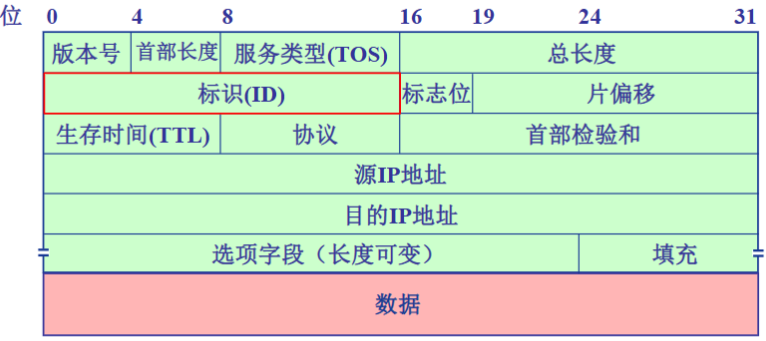 位 0 4 8 16 19 24 31
版本号 首部长度 服务类型(TOS) 总长度
标识(ID) 标志位 片偏移
生存时间(TTL) 协议 首部检验和
源IP地址
目的IP地址
选项字段（长度可变） 填充
数据